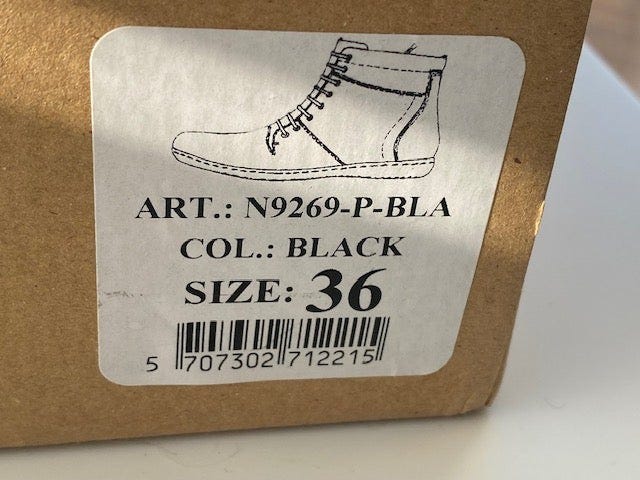 ART.: N9269-P-BLA
COL.: BLACK
SIZE: 36
5 707302 712215